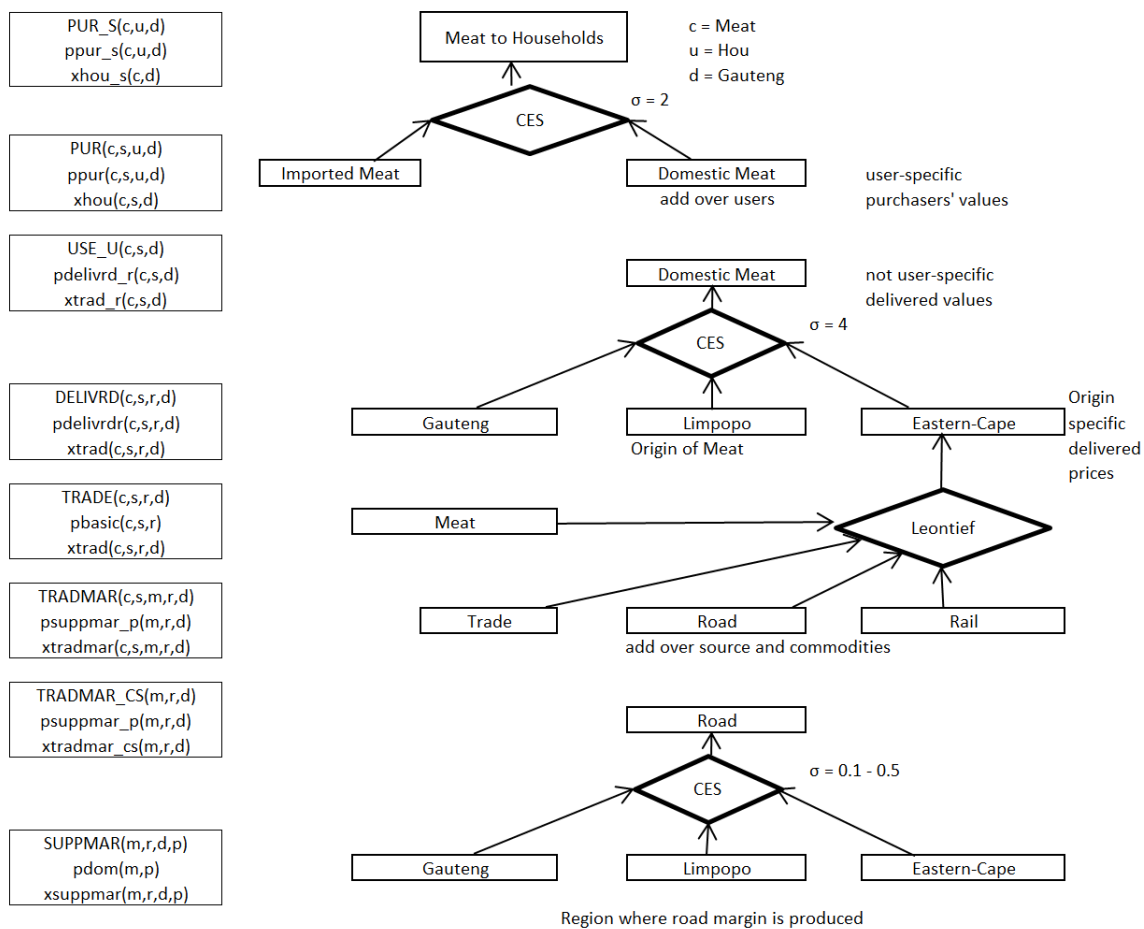 PUR_S(c,u,d)
ppur_s(c,u,d)
xhou_s(c,d)
Meat to Households
c = Meat
u = Hou
d = Gauteng
σ = 2
CES
PUR(c,s,u,d)
ppur(c,s,u,d)
xhou(c,s,d)
Imported Meat
Domestic Meat
add over users
user-specific
purchasers' values
USE_U(c,s,d)
pdelivrd_r(c,s,d)
xtrad_r(c,s,d)
Domestic Meat
not user-specific
delivered values
σ = 4
CES
DELIVRD(c,s,r,d)
pdelivrdr(c,s,r,d)
xtrad(c,s,r,d)
Gauteng
Limpopo
Origin of Meat
Eastern-Cape
Origin
specific
delivered
prices
TRADE(c,s,r,d)
pbasic(c,s,r)
xtrad(c,s,r,d)
Meat
Leontief
TRADMAR(c,s,m,r,d)
psuppmar_p(m,r,d)
xtradmar(c,s,m,r,d)
Trade
Road
Rail
add over source and commodities
TRADMAR_CS(m,r,d)
psuppmar_p(m,r,d)
xtradmar_cs(m,r,d)
Road
σ = 0.1 - 0.5
CES
SUPPMAR(m,r,d,p)
pdom(m,p)
xsuppmar(m,r,d,p)
Gauteng
Limpopo
Eastern-Cape
Region where road margin is produced